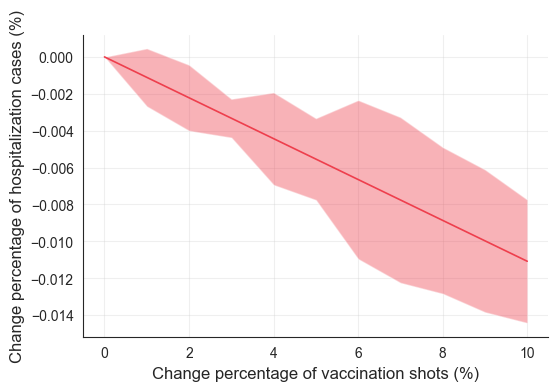 Change percentage of hospitalization cases (%)
0.000
−0.002
−0.004
−0.006
−0.008
−0.010
−0.012
−0.014
0 2 4 6 8 10
Change percentage of vaccination shots (%)